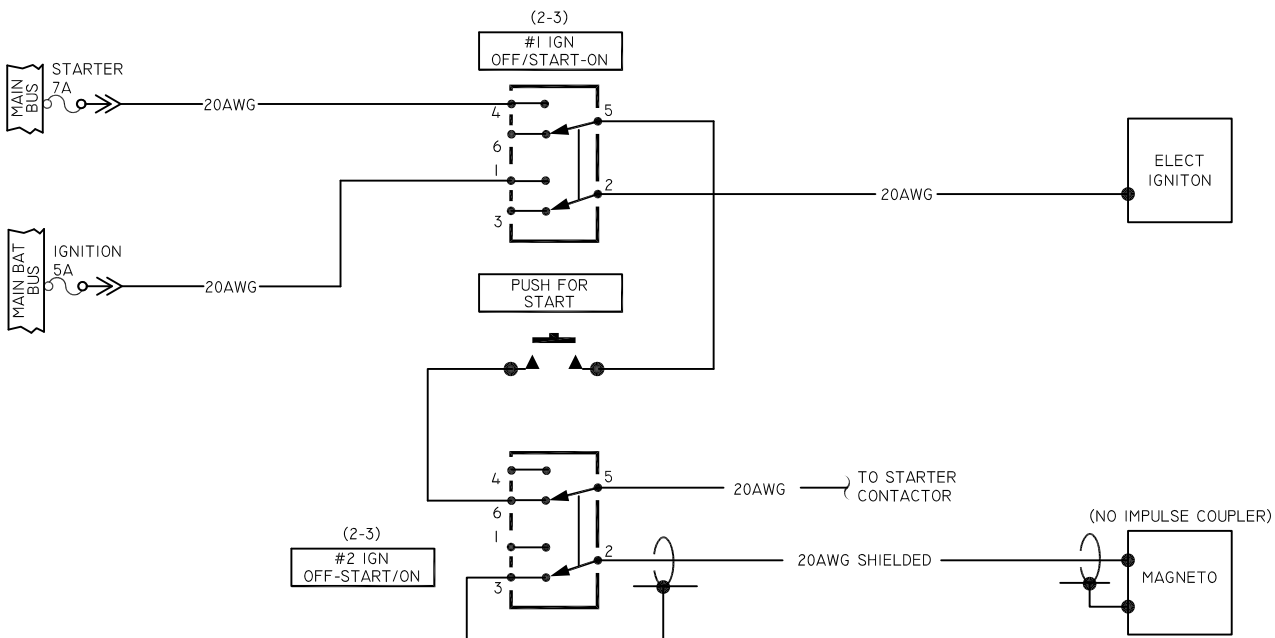 (2-3)
#1 IGN
OFF/START-ON
STARTER
7A
MAIN
BUS
20AWG
4
5
6
1
2
3
20AWG
ELECT
IGNITON
IGNITION
5A
MAIN BAT
BUS
20AWG
PUSH FOR
START
4
5
6
1
2
3
20AWG
TO STARTER
CONTACTOR
(2-3)
#2 IGN
OFF-START/ON
20AWG SHIELDED
(NO IMPULSE COUPLER)
MAGNETO